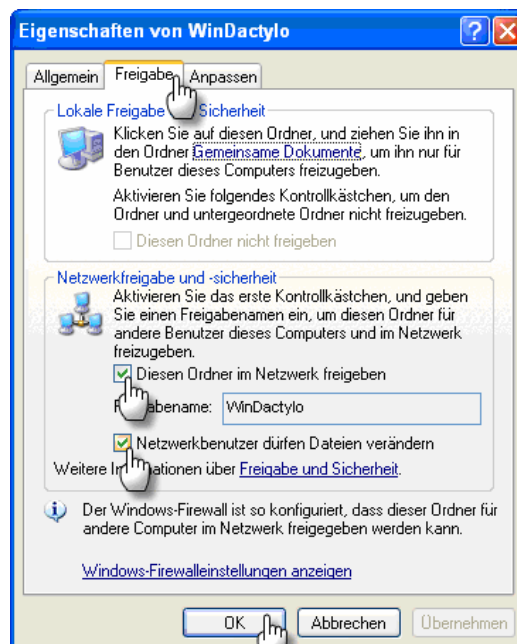 Eigenschaften von WinDactylo
Allgemein Freigabe Anpassen
Lokale Freigabe Sicherheit
Klicken Sie auf diesen Ordner, und ziehen Sie ihn in
den Ordner Gemeinsame Dokumente, um ihn nur für
Benutzer dieses Computers freizugeben.
Aktivieren Sie folgendes Kontrollkästchen, um den
Ordner und untergeordnete Ordner nicht freizugeben.
Diesen Ordner nicht freigeben
Netzwerkfreigabe und -sicherheit
Aktivieren Sie das erste Kontrollkästchen, und geben
Sie einen Freigabenamen ein, um diesen Ordner für
andere Benutzer dieses Computers und im Netzwerk
freizugeben.
Diesen Ordner im Netzwerk freigeben
WinDactylo
Netzwerkbenutzer dürfen Dateien verändern
Weitere über Freigabe und Sicherheit.
Der Windows-Firewall ist so konfiguriert, dass dieser Ordner für
andere Computer im Netzwerk freigegeben werden kann.
Windows-Firewalleinstellungen anzeigen
OK Abbrechen Übernehmen